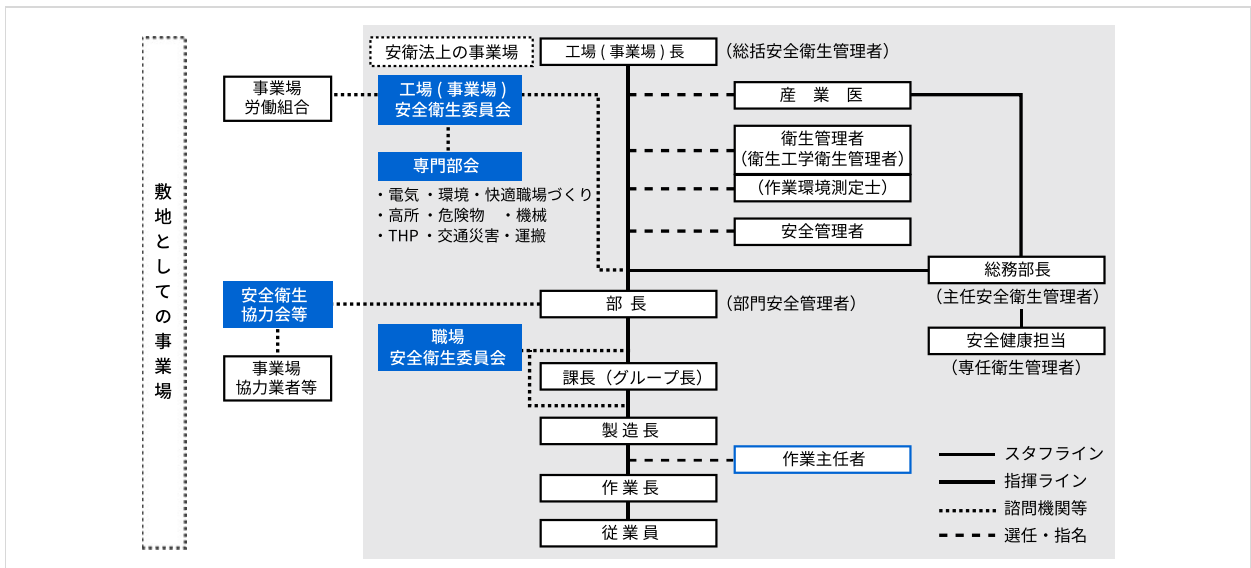 敷地としての事業場
安衛法上の事業場
工場 ( 事業場 ) 長
（総括安全衛生管理者）
事業場
労働組合
工場 ( 事業場 )
安全衛生委員会
専門部会
・電気 ・環境・快適職場づくり
・高所 ・危険物　・機械
・THP ・交通災害・運搬
産　業　医
衛生管理者
（衛生工学衛生管理者）
（作業環境測定士）
安全管理者
総務部長
（主任安全衛生管理者）
安全健康担当
（専任衛生管理者）
安全衛生
協力会等
事業場
協力業者等
部 長
（部門安全管理者）
職場
安全衛生委員会
課長（グループ長）
製 造 長
作業主任者
作 業 長
従 業 員
スタフライン
指揮ライン
諮問機関等
選任・指名